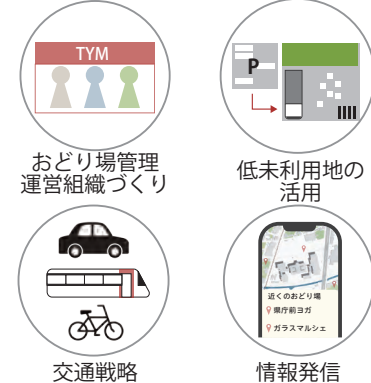 TYM
P
おどり場管理
運営組織づくり
低未利用地の
活用
近くのおどり場
県庁前ヨガ
ガラスマルシェ
交通戦略
情報発信